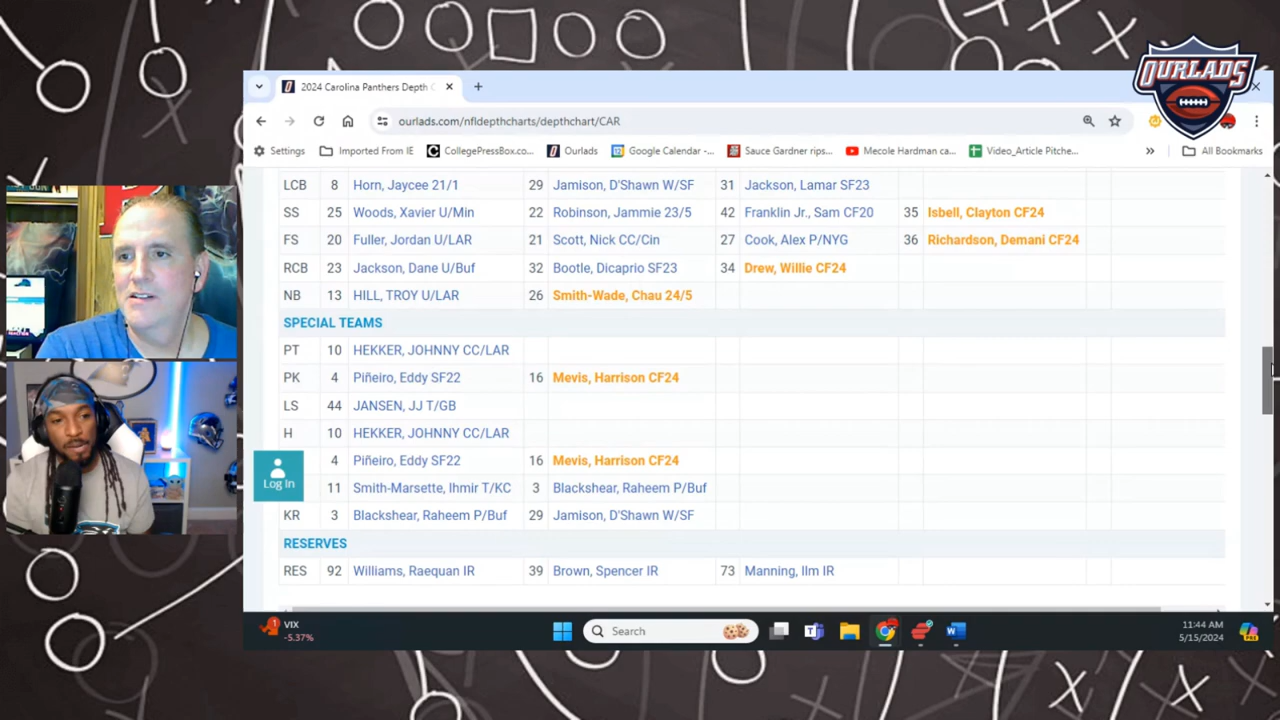 OURLADS
2024 Carolina Panthers Depth C
ourlads.com/nfldepthcharts/depthchart/CAR
Settings Imported From IE CollegePressBox.co... Ourlads Google Calendar -... Sauce Gardner rips... Mecole Hardman ca... Video_Article Pitche... » All Bookmarks
LCB 8 Horn, Jaycee 21/1 29 Jamison, D'Shawn W/SF 31 Jackson, Lamar SF23
SS 25 Woods, Xavier U/Min 22 Robinson, Jammie 23/5 42 Franklin Jr., Sam CF20 35 Isbell, Clayton CF24
FS 20 Fuller, Jordan U/LAR 21 Scott, Nick CC/Cin 27 Cook, Alex P/NYG 36 Richardson, Demani CF24
RCB 23 Jackson, Dane U/Buf 32 Bootle, Dicaprio SF23 34 Drew, Willie CF24
NB 13 HILL, TROY U/LAR 26 Smith-Wade, Chau 24/5
SPECIAL TEAMS
PT 10 HEKKER, JOHNNY CC/LAR
PK 4 Piñeiro, Eddy SF22 16 Mevis, Harrison CF24
LS 44 JANSEN, JJ T/GB
H 10 HEKKER, JOHNNY CC/LAR
4 Piñeiro, Eddy SF22 16 Mevis, Harrison CF24
Log In
11 Smith-Marsette, Ihmir T/KC 3 Blackshear, Raheem P/Buf
KR 3 Blackshear, Raheem P/Buf 29 Jamison, D'Shawn W/SF
RESERVES
RES 92 Williams, Raequan IR 39 Brown, Spencer IR 73 Manning, Ilm IR
1
VIX
-5.37%
Search
11:44 AM
5/15/2024